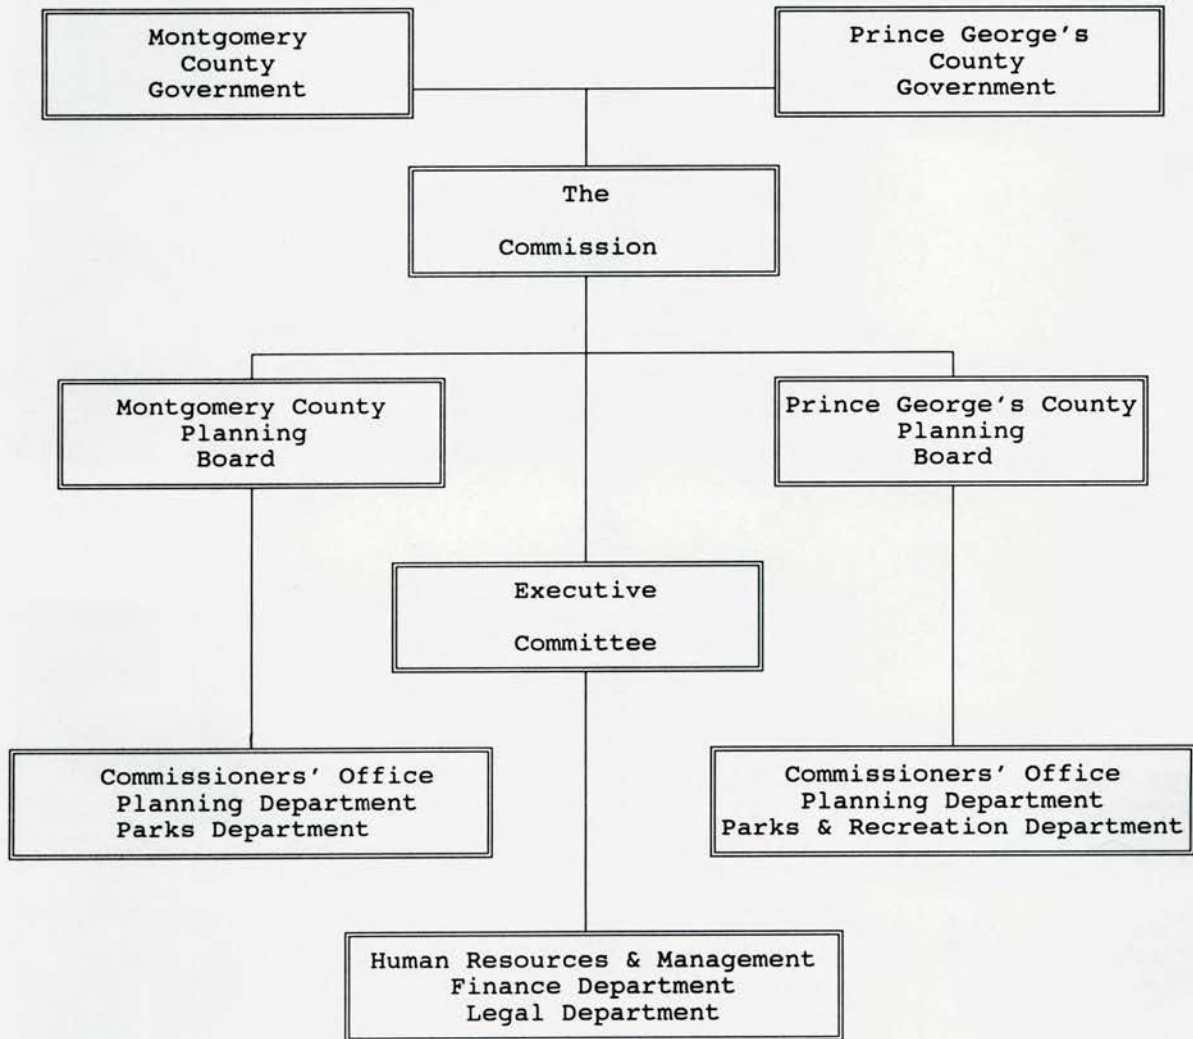 Montgomery
County
Government
Prince George's
County
Government
The
Commission
Montgomery County
Planning
Board
Prince George's County
Planning
Board
Executive
Committee
Commissioners' Office
Planning Department
Parks Department
Commissioners' Office
Planning Department
Parks & Recreation Department
Human Resources & Management
Finance Department
Legal Department